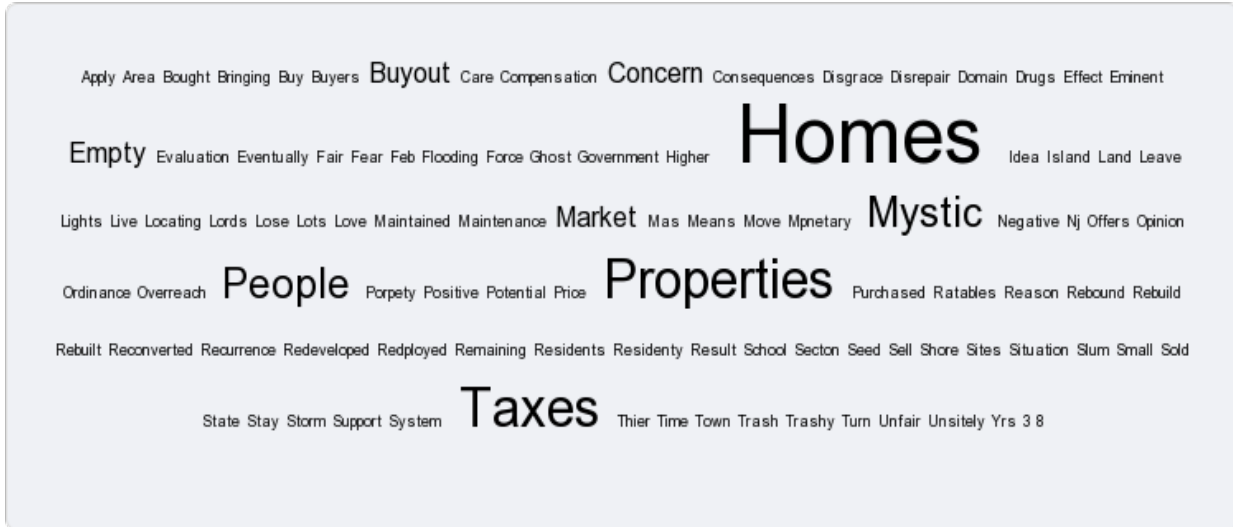 Apply Area Bought Bringing Buy Buyers Buyout Care Compensation Concern Consequences Disgrace Disrepair Domain Drugs Effect Eminent
Empty Evaluation Eventually Fair Fear Feb Flooding Force Ghost Government Higher Homes Idea Island Land Leave
Lights Live Locating Lords Lose Lots Love Maintained Maintenance Market Mas Means Move Mpnetary Mystic Negative Nj Offers Opinion
Ordinance Overreach People Porpety Positive Potential Price Properties Purchased Ratables Reason Rebound Rebuild
Rebuilt Reconverted Recurrence Redeveloped Redployed Remaining Residents Residenty Result School Secton Seed Sell Shore Sites Situation Slum Small Sold
State Stay Storm Support System Taxes Thier Time Town Trash Trashy Turn Unfair Unsitely Yrs 3 8